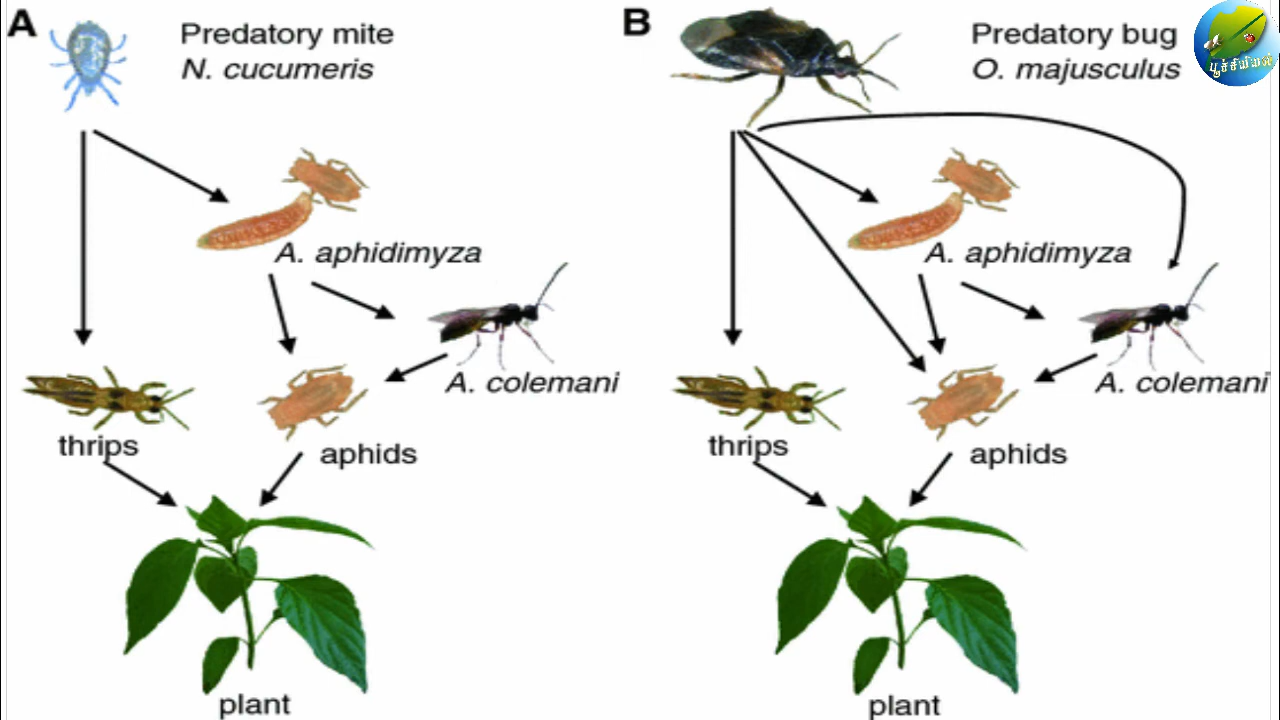 A
Predatory mite
N. cucumeris
A. aphidimyza
A. colemani
thrips
aphids
plant
B
Predatory bug
O. majusculus
A. aphidimyza
A. colemani
thrips
aphids
plant